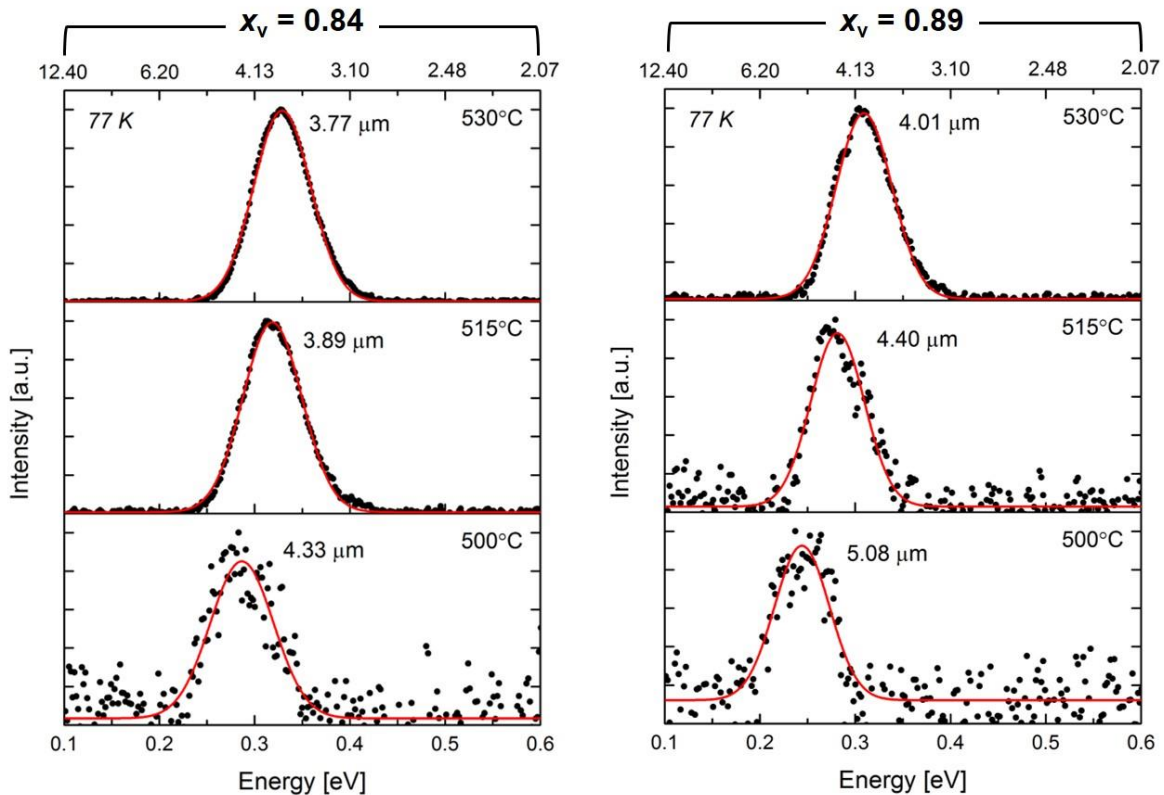 xᵥ = 0.84
12.40 6.20 4.13 3.10 2.48 2.07
77 K
3.77 μm
530°C
3.89 μm
515°C
4.33 μm
500°C
Intensity [a.u.]
0.1 0.2 0.3 0.4 0.5 0.6
Energy [eV]
xᵥ = 0.89
12.40 6.20 4.13 3.10 2.48 2.07
77 K
4.01 μm
530°C
4.40 μm
515°C
5.08 μm
500°C
Intensity [a.u.]
0.1 0.2 0.3 0.4 0.5 0.6
Energy [eV]